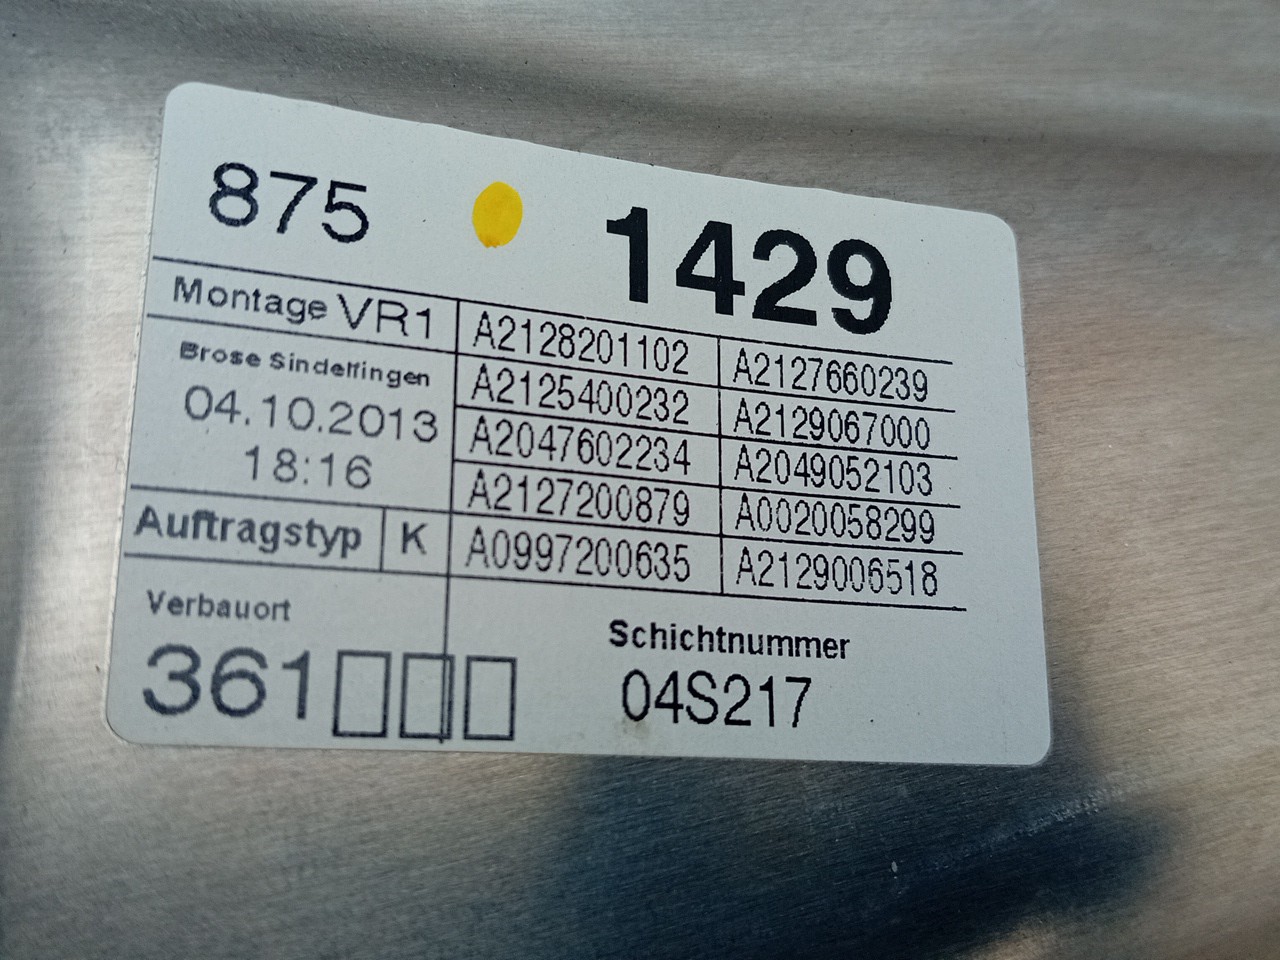 875 1429
Montage VR1
Brose Sindelfingen
04.10.2013
18:16
Auftragstyp K
A2128201102 A2127660239
A2125400232 A2129067000
A2047602234 A2049052103
A2127200879 A0020058299
A0997200635 A2129006518
Verbauort
361
Schichtnummer
04S217